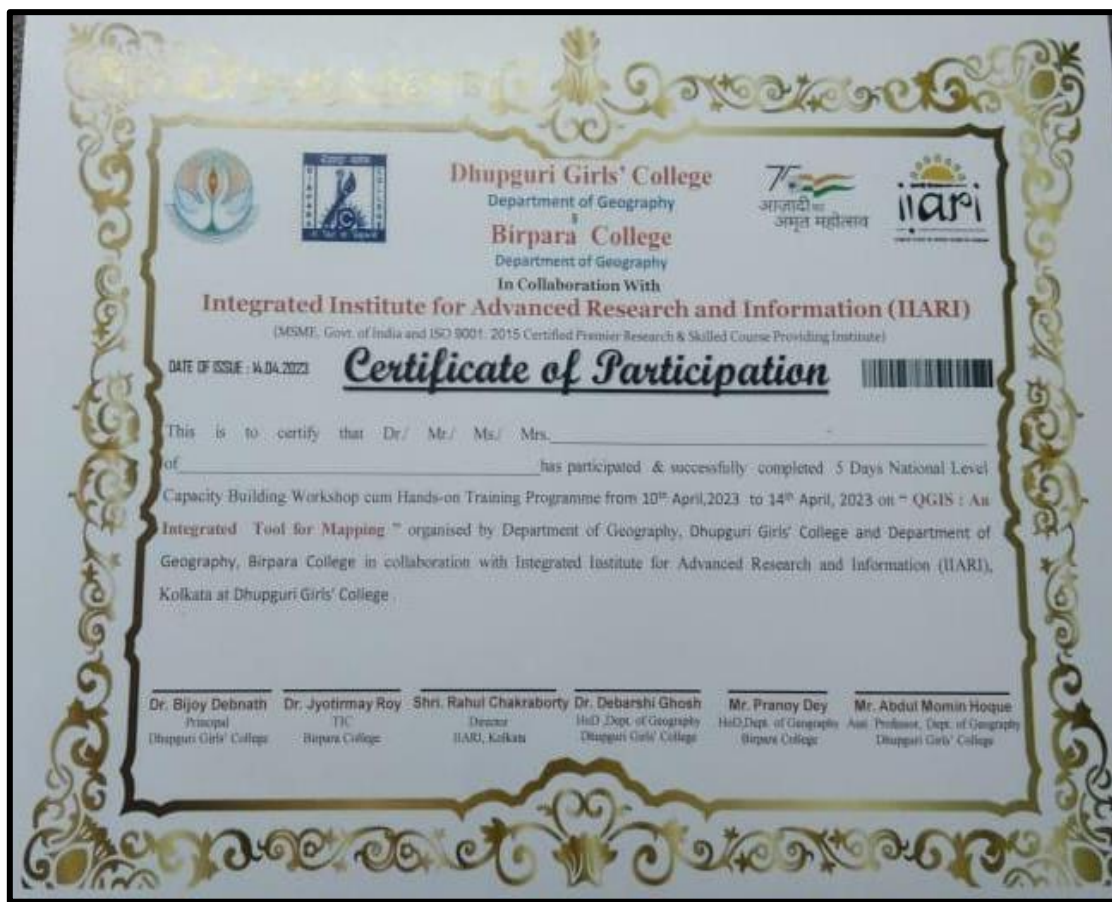 Dhupguri Girls' College
Department of Geography
&
Birpara College
Department of Geography
In Collaboration With
Integrated Institute for Advanced Research and Information (IIARI)
(MSME, Govt. of India and ISO 9001: 2015 Certified Premier Research & Skilled Course Providing Institute)
BIRPARA COLLEGE
75
आज़ादी का
अमृत महोत्सव
iiari
DATE OF ISSUE : 14.04.2023
Certificate of Participation
This is to certify that Dr./ Mr./ Ms./ Mrs.
of has participated & successfully completed 5 Days National Level
Capacity Building Workshop cum Hands-on Training Programme from 10th April,2023 to 14th April, 2023 on " QGIS : An
Integrated Tool for Mapping " organised by Department of Geography, Dhupguri Girls' College and Department of
Geography, Birpara College in collaboration with Integrated Institute for Advanced Research and Information (IIARI),
Kolkata at Dhupguri Girls' College .
Dr. Bijoy Debnath
Principal
Dhupguri Girls' College
Dr. Jyotirmay Roy
TIC
Birpara College
Shri. Rahul Chakraborty
Director
IIARI, Kolkata
Dr. Debarshi Ghosh
HoD ,Dept. of Geography
Dhupguri Girls' College
Mr. Pranoy Dey
HoD,Dept. of Geography
Birpara College
Mr. Abdul Momin Hoque
Asst. Professor, Dept. of Geography
Dhupguri Girls' College